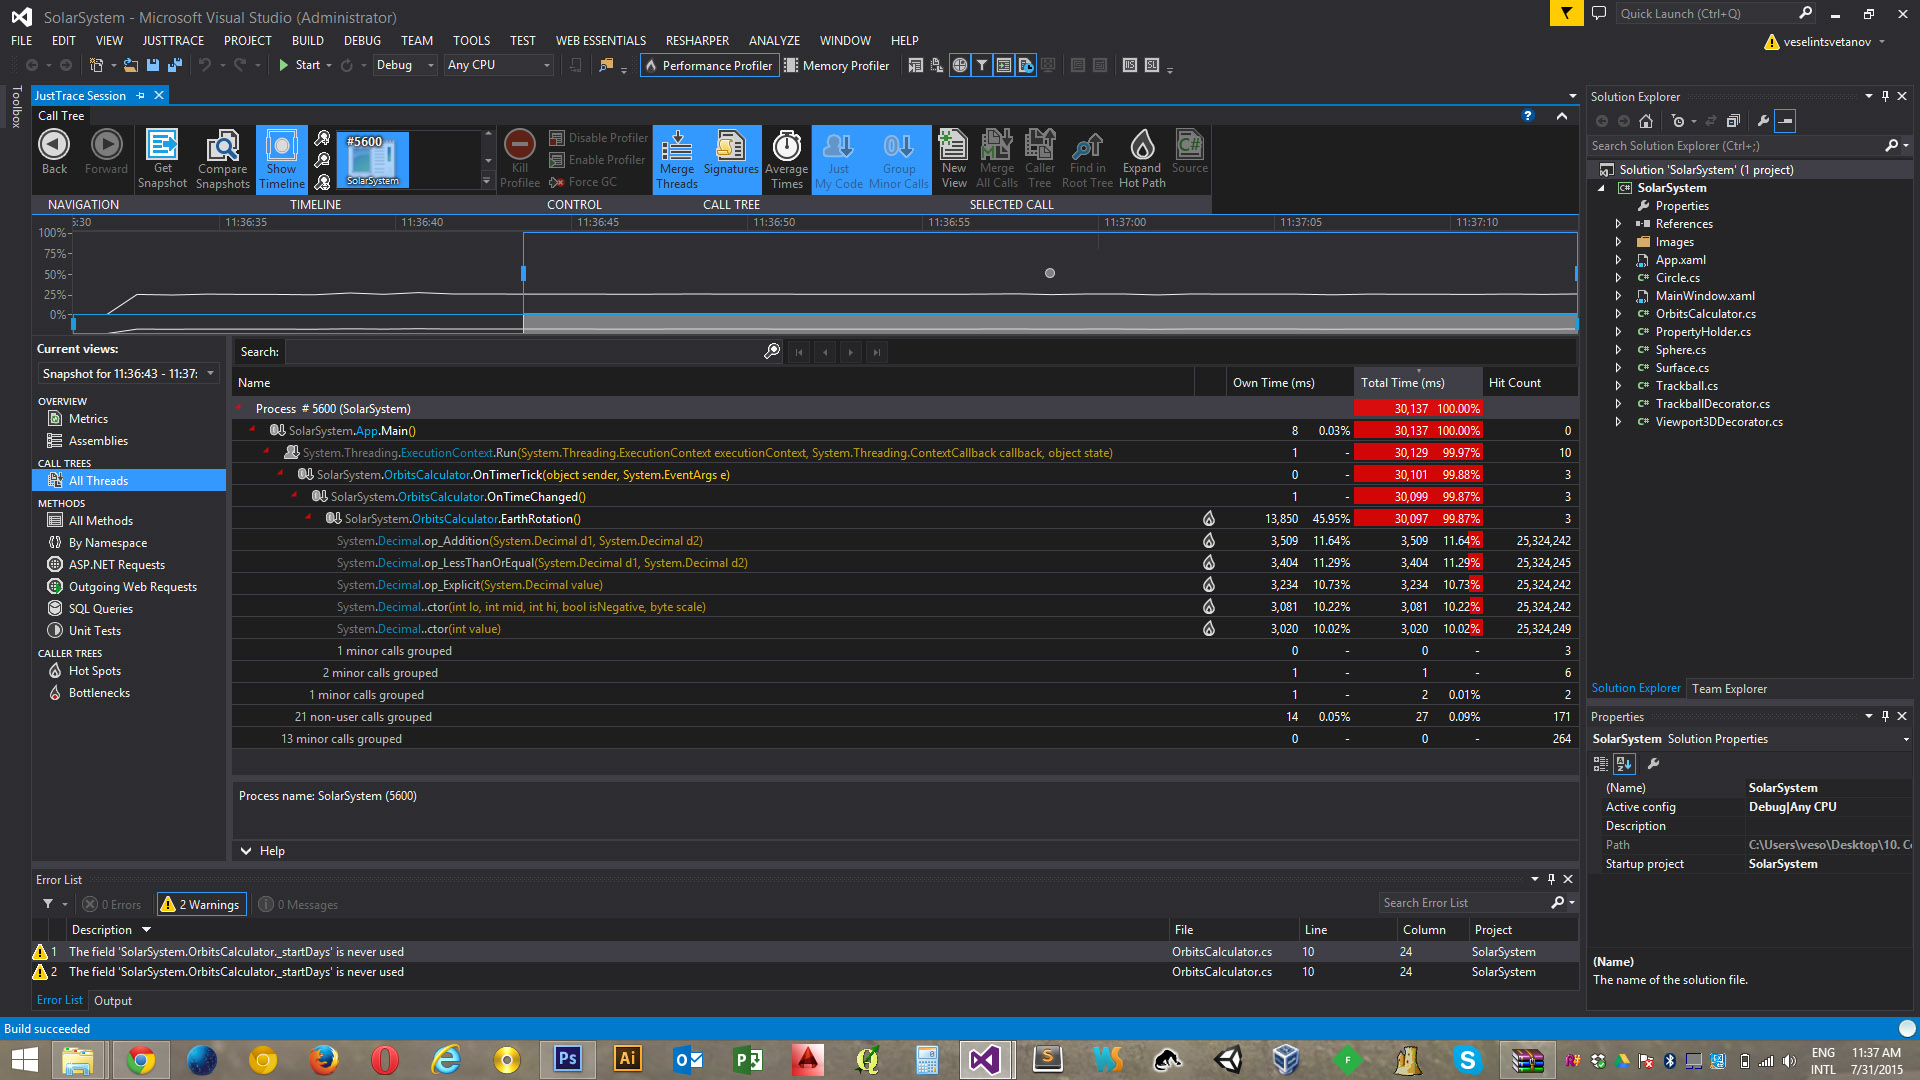 SolarSystem - Microsoft Visual Studio (Administrator)
Quick Launch (Ctrl+Q)
FILE EDIT VIEW JUSTTRACE PROJECT BUILD DEBUG TEAM TOOLS TEST WEB ESSENTIALS RESHARPER ANALYZE WINDOW HELP
veselintsvetanov
Start Debug Any CPU Performance Profiler Memory Profiler
Toolbox
JustTrace Session
Call Tree
Back Forward
Get Snapshot
Compare Snapshots
Show Timeline
#5600
SolarSystem
Kill Profilee
Disable Profiler
Enable Profiler
Force GC
Merge Threads
Signatures
Average Times
Just My Code
Group Minor Calls
New View
Merge All Calls
Caller Tree
Find in Root Tree
Expand Hot Path
Source
NAVIGATION TIMELINE CONTROL CALL TREE SELECTED CALL
:30 11:36:35 11:36:40 11:36:45 11:36:50 11:36:55 11:37:00 11:37:05 11:37:10
100%
75%
50%
25%
0%
Current views:
Snapshot for 11:36:43 - 11:37:
OVERVIEW
Metrics
Assemblies
CALL TREES
All Threads
METHODS
All Methods
By Namespace
ASP.NET Requests
Outgoing Web Requests
SQL Queries
Unit Tests
CALLER TREES
Hot Spots
Bottlenecks
Search:
Name Own Time (ms) Total Time (ms) Hit Count
Process # 5600 (SolarSystem) 30,137 100.00%
SolarSystem.App.Main() 8 0.03% 30,137 100.00% 0
System.Threading.ExecutionContext.Run(System.Threading.ExecutionContext executionContext, System.Threading.ContextCallback callback, object state) 1 - 30,129 99.97% 10
SolarSystem.OrbitsCalculator.OnTimerTick(object sender, System.EventArgs e) 0 - 30,101 99.88% 3
SolarSystem.OrbitsCalculator.OnTimeChanged() 1 - 30,099 99.87% 3
SolarSystem.OrbitsCalculator.EarthRotation() 13,850 45.95% 30,097 99.87% 3
System.Decimal.op_Addition(System.Decimal d1, System.Decimal d2) 3,509 11.64% 3,509 11.64% 25,324,242
System.Decimal.op_LessThanOrEqual(System.Decimal d1, System.Decimal d2) 3,404 11.29% 3,404 11.29% 25,324,245
System.Decimal.op_Explicit(System.Decimal value) 3,234 10.73% 3,234 10.73% 25,324,242
System.Decimal..ctor(int lo, int mid, int hi, bool isNegative, byte scale) 3,081 10.22% 3,081 10.22% 25,324,242
System.Decimal..ctor(int value) 3,020 10.02% 3,020 10.02% 25,324,249
1 minor calls grouped 0 - 0 - 3
2 minor calls grouped 1 - 1 - 6
1 minor calls grouped 1 - 2 0.01% 2
21 non-user calls grouped 14 0.05% 27 0.09% 171
13 minor calls grouped 0 - 0 - 264
Process name: SolarSystem (5600)
Help
Error List
0 Errors 2 Warnings 0 Messages
Search Error List
Description File Line Column Project
1 The field 'SolarSystem.OrbitsCalculator._startDays' is never used OrbitsCalculator.cs 10 24 SolarSystem
2 The field 'SolarSystem.OrbitsCalculator._startDays' is never used OrbitsCalculator.cs 10 24 SolarSystem
Error List Output
Solution Explorer
Search Solution Explorer (Ctrl+;)
Solution 'SolarSystem' (1 project)
C# SolarSystem
Properties
References
Images
App.xaml
C# Circle.cs
MainWindow.xaml
C# OrbitsCalculator.cs
C# PropertyHolder.cs
C# Sphere.cs
C# Surface.cs
C# Trackball.cs
C# TrackballDecorator.cs
C# Viewport3DDecorator.cs
Solution Explorer Team Explorer
Properties
SolarSystem Solution Properties
(Name) SolarSystem
Active config Debug|Any CPU
Description
Path C:\Users\veso\Desktop\10. C
Startup project SolarSystem
(Name)
The name of the solution file.
Build succeeded
Ps Ai
ENG 11:37 AM
INTL 7/31/2015